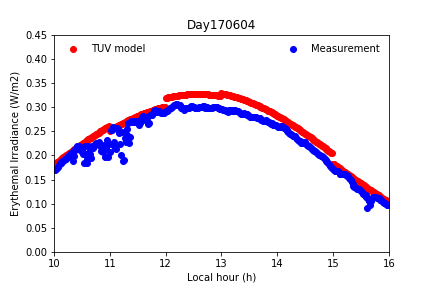 Day170604
TUV model
Measurement
Erythemal Irradiance (W/m2)
0.45
0.40
0.35
0.30
0.25
0.20
0.15
0.10
0.05
0.00
10 11 12 13 14 15 16
Local hour (h)